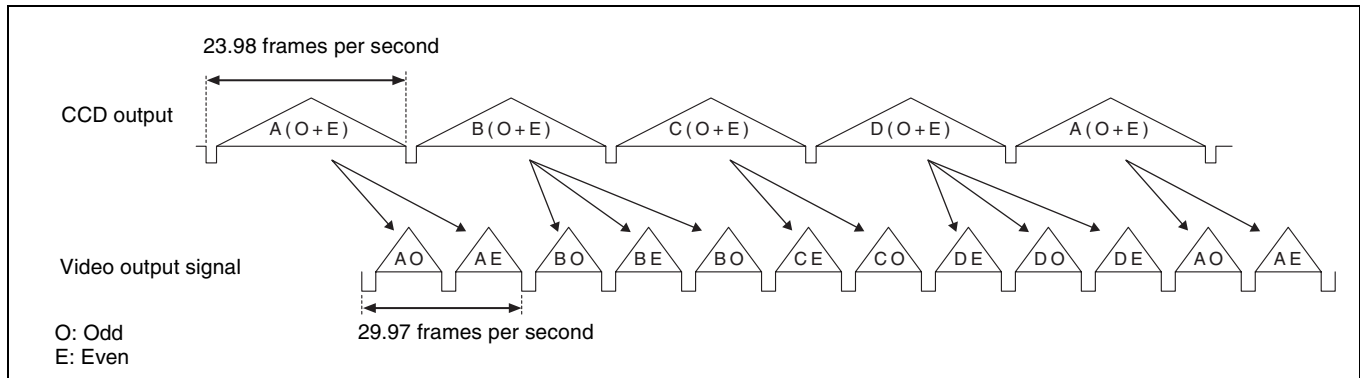 23.98 frames per second
CCD output
A(O+E) B(O+E) C(O+E) D(O+E) A(O+E)
Video output signal
AO AE BO BE BO CE CO DE DO DE AO AE
29.97 frames per second
O: Odd
E: Even